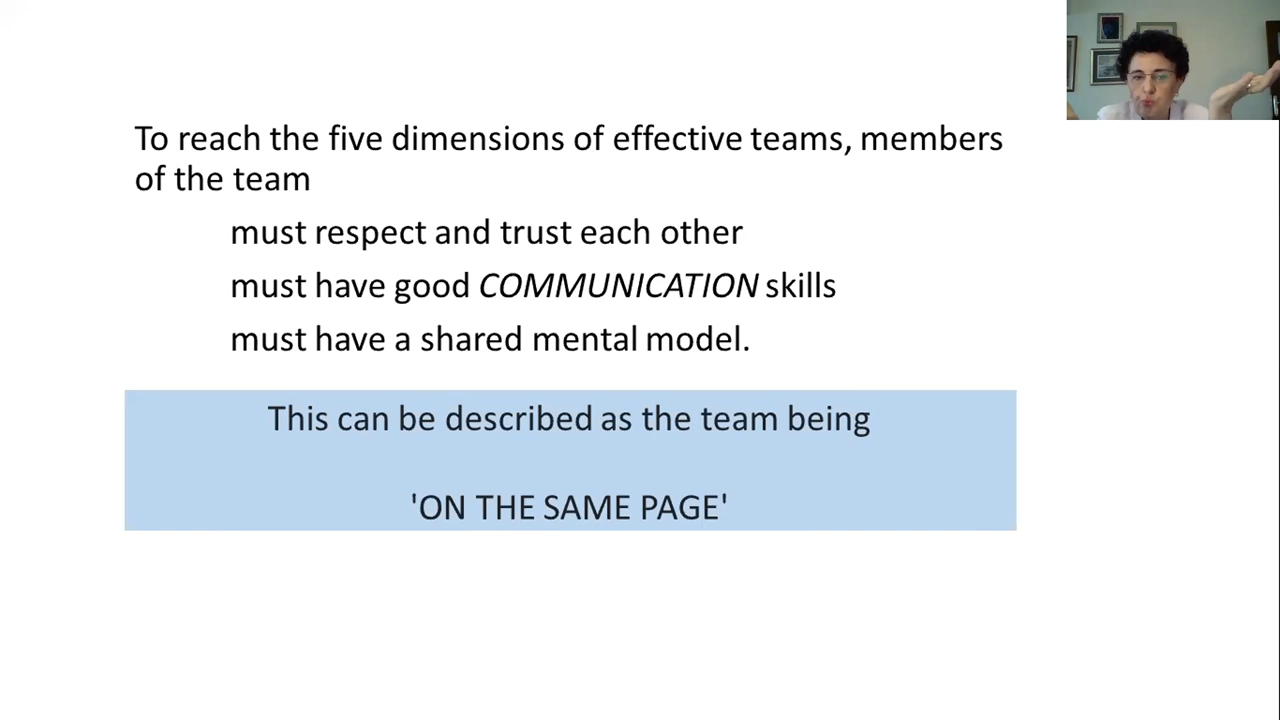 To reach the five dimensions of effective teams, members
of the team
must respect and trust each other
must have good COMMUNICATION skills
must have a shared mental model.
This can be described as the team being
'ON THE SAME PAGE'